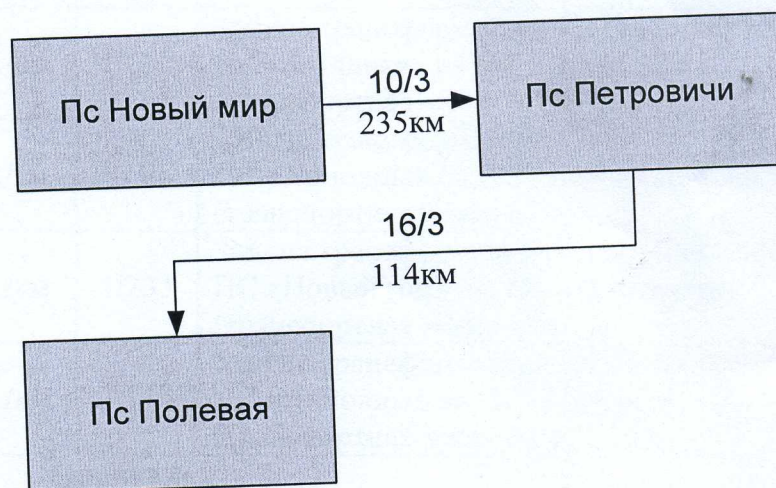 Пс Новый мир
10/3
235км
Пс Петровичи
16/3
114км
Пс Полевая